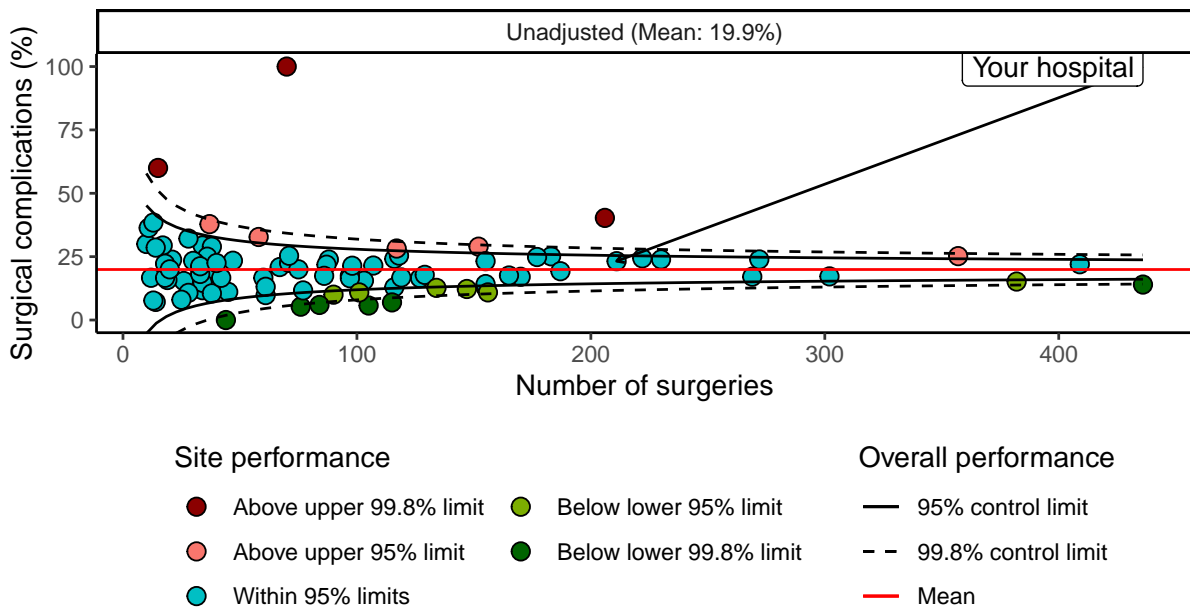 Unadjusted (Mean: 19.9%)
Surgical complications (%)
100
75
50
25
0
Your hospital
0 100 200 300 400
Number of surgeries
Site performance
Above upper 99.8% limit
Above upper 95% limit
Within 95% limits
Below lower 95% limit
Below lower 99.8% limit
Overall performance
95% control limit
99.8% control limit
Mean